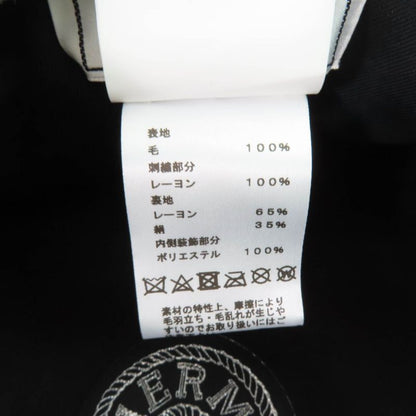 表地
毛 100%
刺繍部分
レーヨン 100%
裏地
レーヨン 65%
絹 35%
内側装飾部分
ポリエステル 100%
素材の特性上、摩擦により
毛羽立ち・毛乱れが生じや
すいのでお取り扱いにはご
HERM